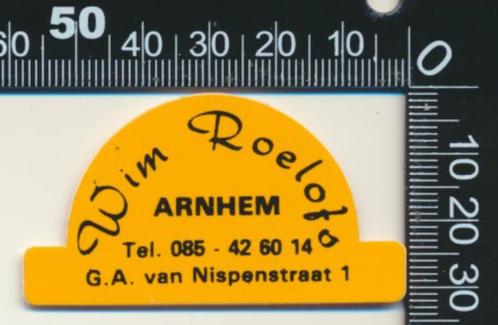 60 50 40 30 20 10 0
10 20 30
Wim Roelofs
ARNHEM
Tel. 085 - 42 60 14
G.A. van Nispenstraat 1